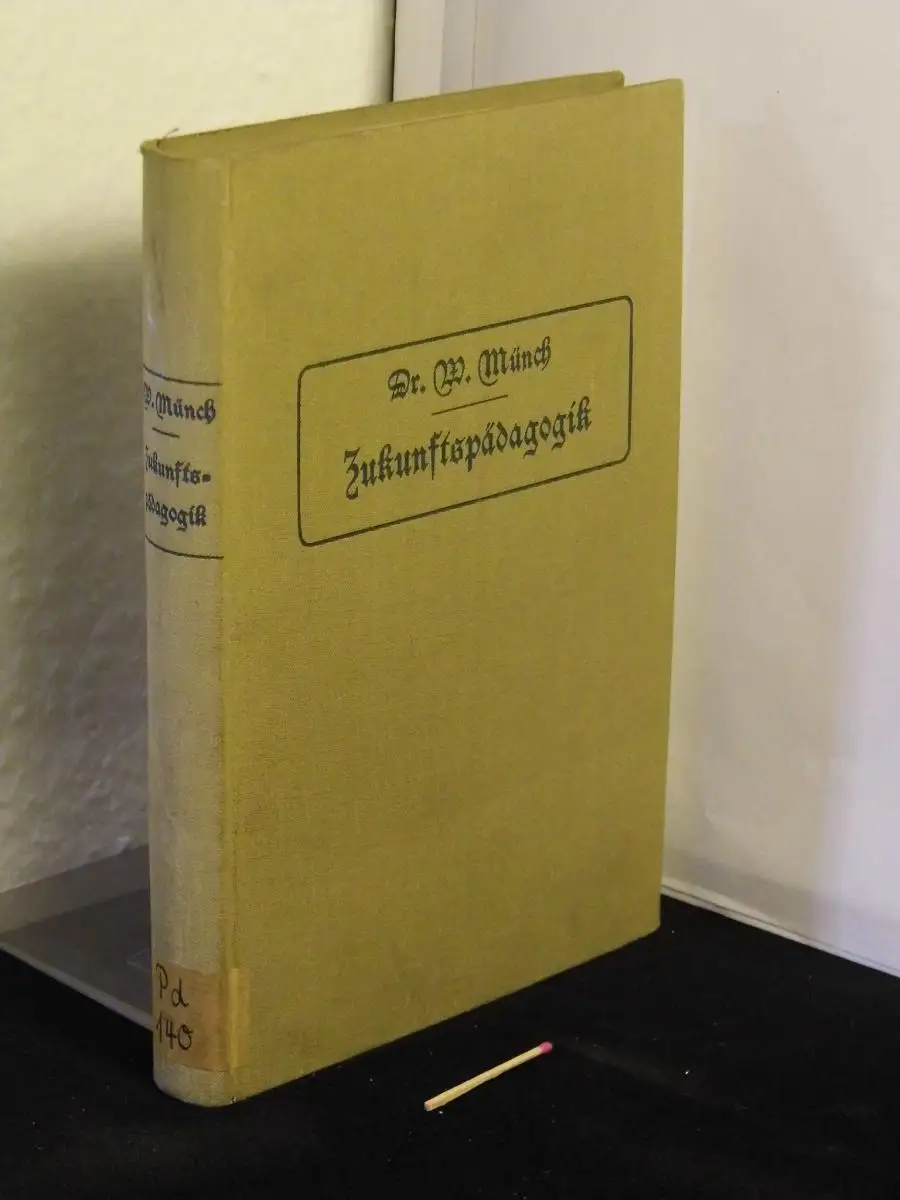 Dr. W. Münch
Zukunftspädagogik
W. Münch
Zukunfts=
pädagogik
Pd
140